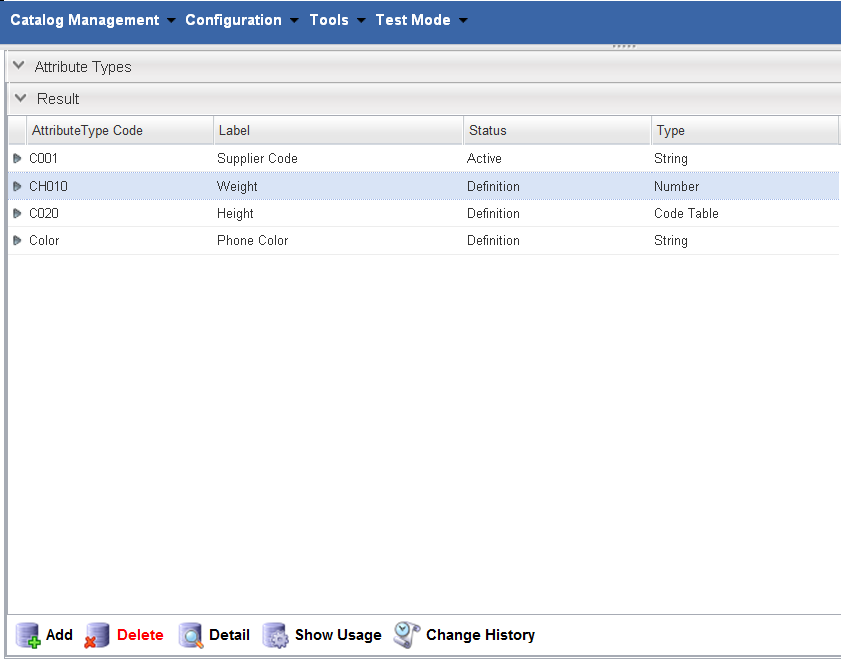 Catalog Management Configuration Tools Test Mode
Attribute Types
Result
AttributeType Code Label Status Type
C001 Supplier Code Active String
CH010 Weight Definition Number
C020 Height Definition Code Table
Color Phone Color Definition String
Add Delete Detail Show Usage Change History